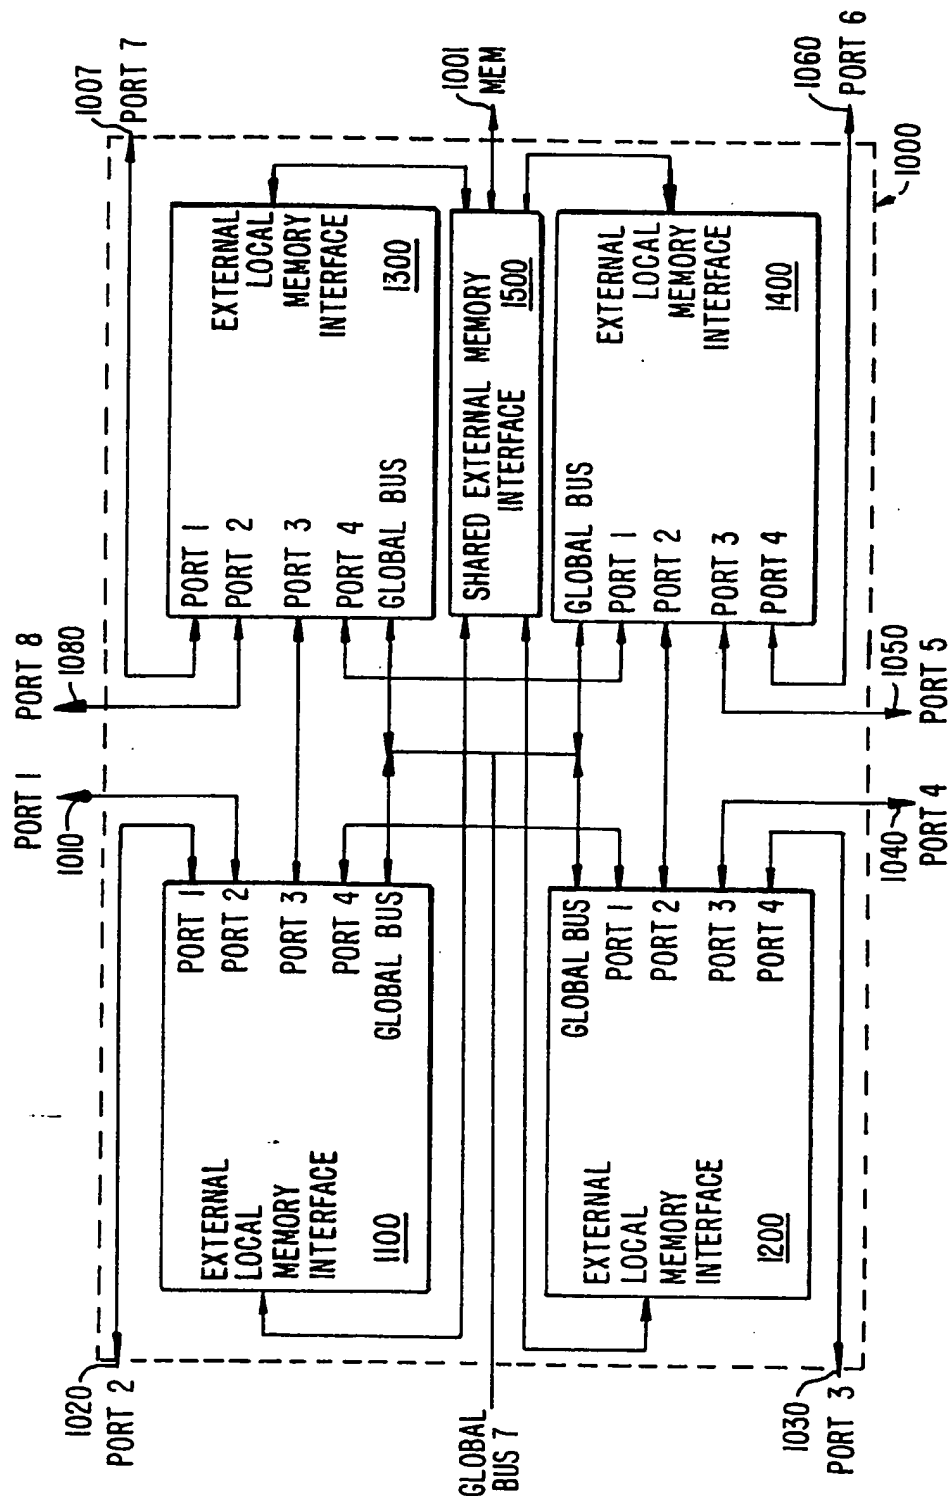 PORT 1
PORT 8
1010
1080
1020
PORT 2
1007
PORT 7
EXTERNAL
LOCAL
MEMORY
INTERFACE
1100
PORT 1
PORT 2
PORT 3
PORT 4
GLOBAL BUS
PORT 1
PORT 2
PORT 3
PORT 4
GLOBAL BUS
EXTERNAL
LOCAL
MEMORY
INTERFACE
1300
GLOBAL
BUS 7
SHARED EXTERNAL MEMORY
INTERFACE
1500
1001
MEM
EXTERNAL
LOCAL
MEMORY
INTERFACE
1200
GLOBAL BUS
PORT 1
PORT 2
PORT 3
PORT 4
GLOBAL BUS
PORT 1
PORT 2
PORT 3
PORT 4
EXTERNAL
LOCAL
MEMORY
INTERFACE
1400
1030
PORT 3
1060
PORT 6
1040
PORT 4
1050
PORT 5
1000